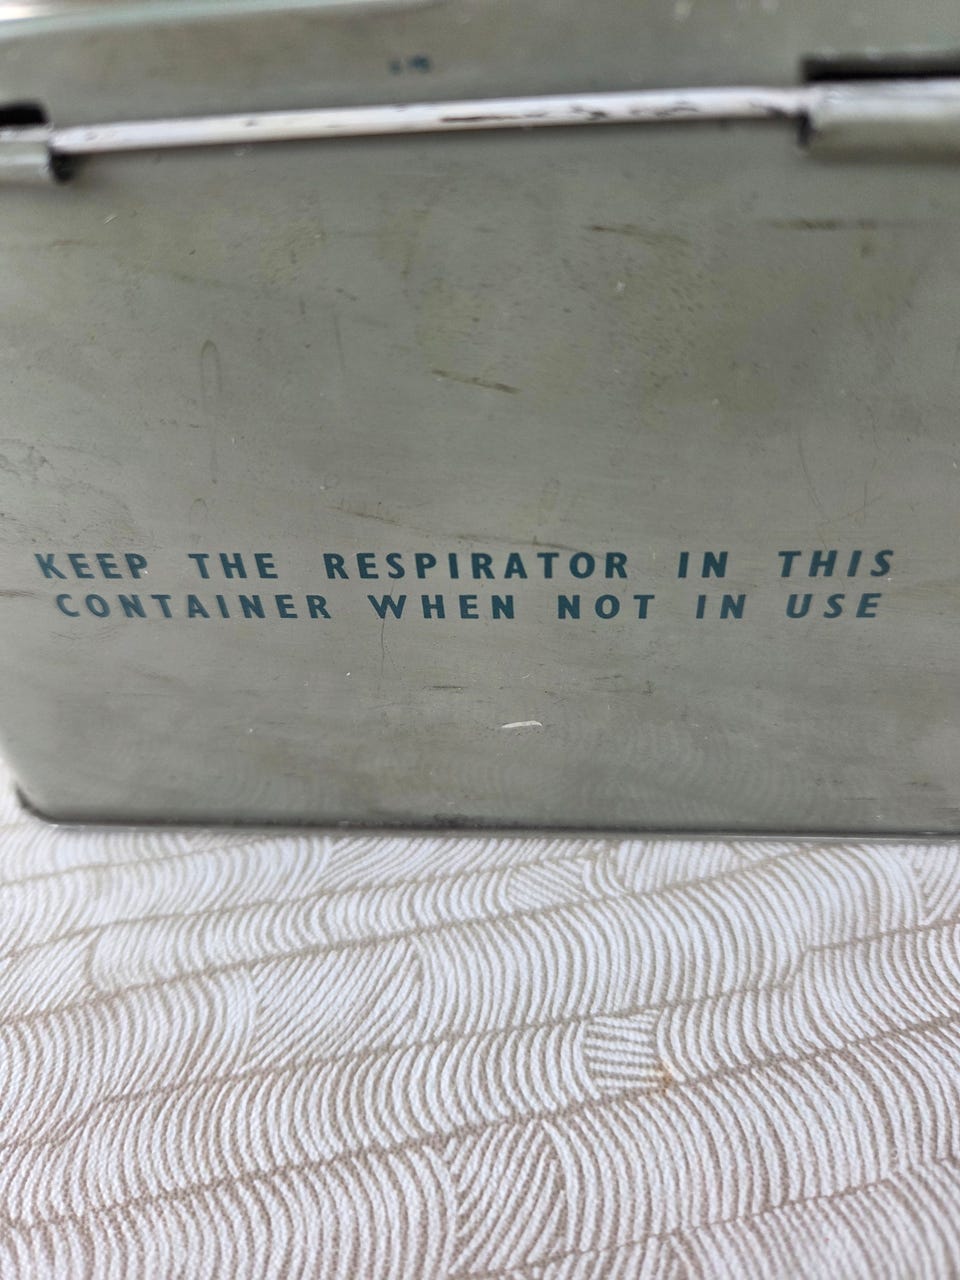 KEEP THE RESPIRATOR IN THIS
CONTAINER WHEN NOT IN USE